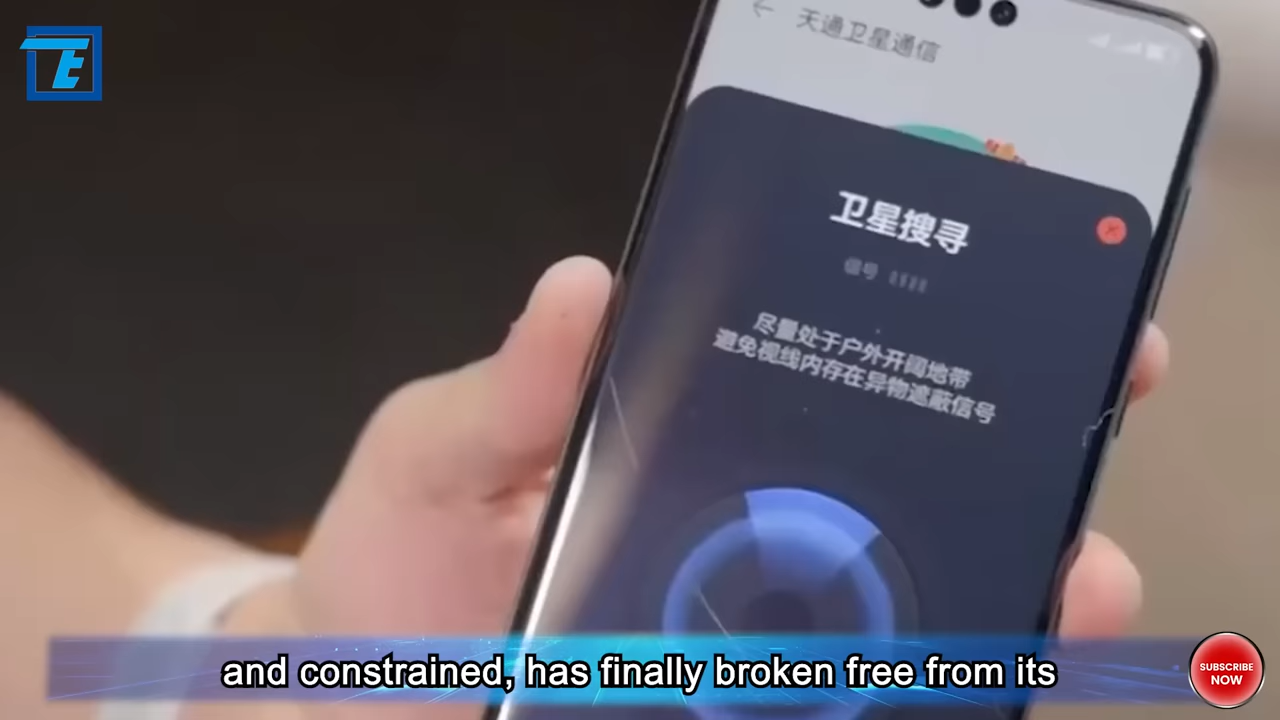 TE
天通卫星通信
卫星搜寻
信号
尽量处于户外开阔地带
避免视线内存在异物遮蔽信号
and constrained, has finally broken free from its
SUBSCRIBE
NOW